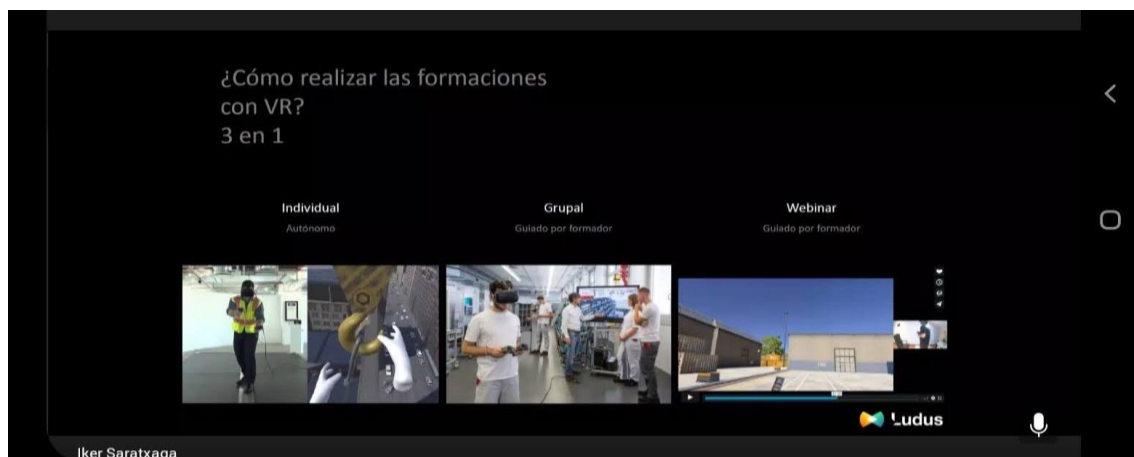 ¿Cómo realizar las formaciones
con VR?
3 en 1
Individual
Autónomo
Grupal
Guiado por formador
Webinar
Guiado por formador
Ludus
Iker Saratxaga